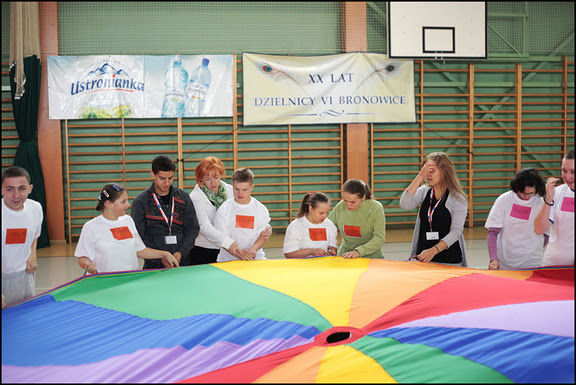 Ustronianka
XX LAT
DZIELNICY VI BRONOWICE